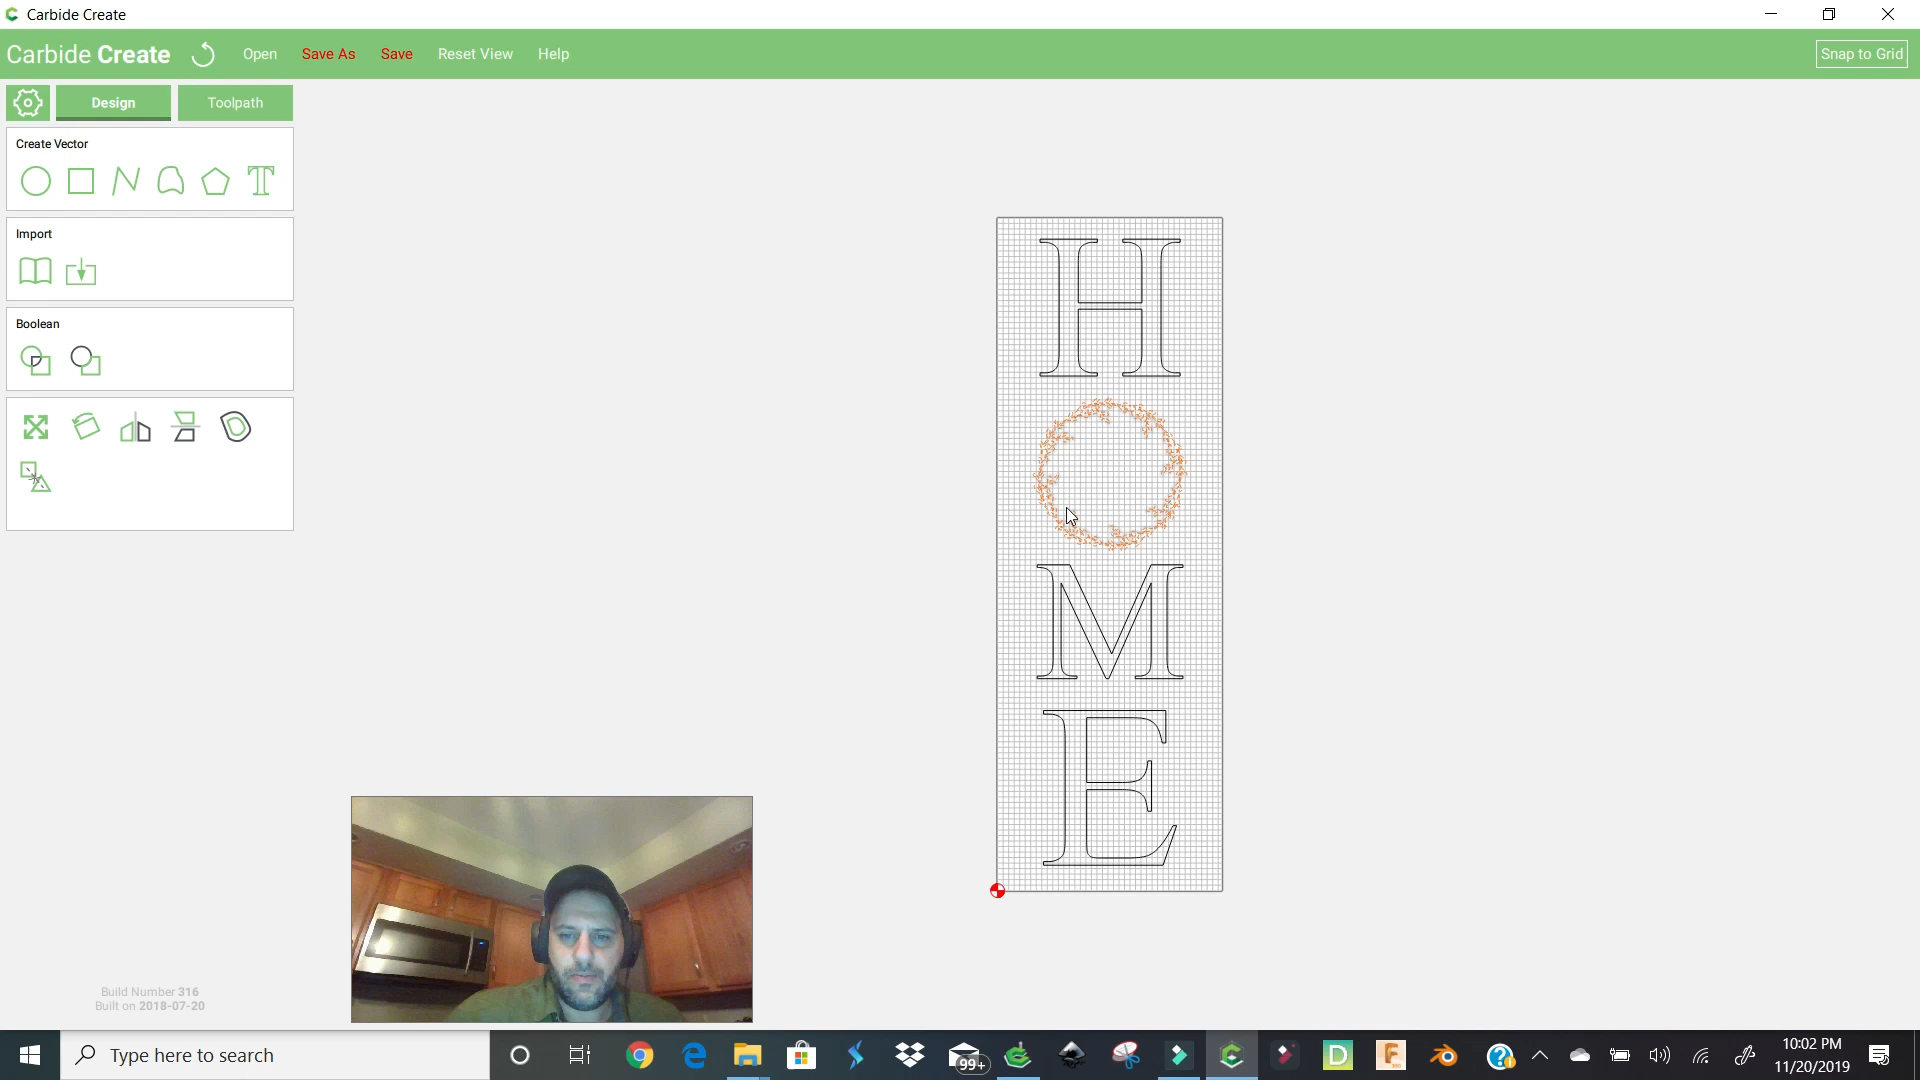 Carbide Create
Carbide Create
Open
Save As
Save
Reset View
Help
Snap to Grid
Design
Toolpath
Create Vector
T
Import
Boolean
H
M
E
Build Number 316
Built on 2018-07-20
Type here to search
99+
D
F
10:02 PM
11/20/2019